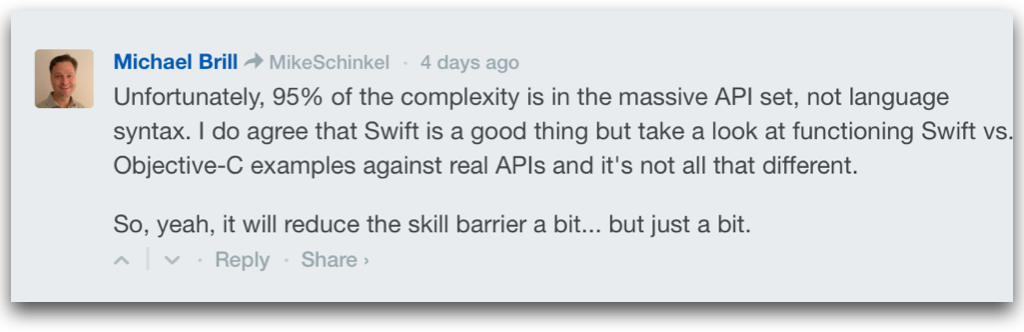 Michael Brill MikeSchinkel · 4 days ago
Unfortunately, 95% of the complexity is in the massive API set, not language
syntax. I do agree that Swift is a good thing but take a look at functioning Swift vs.
Objective-C examples against real APIs and it's not all that different.
So, yeah, it will reduce the skill barrier a bit... but just a bit.
· Reply · Share ›